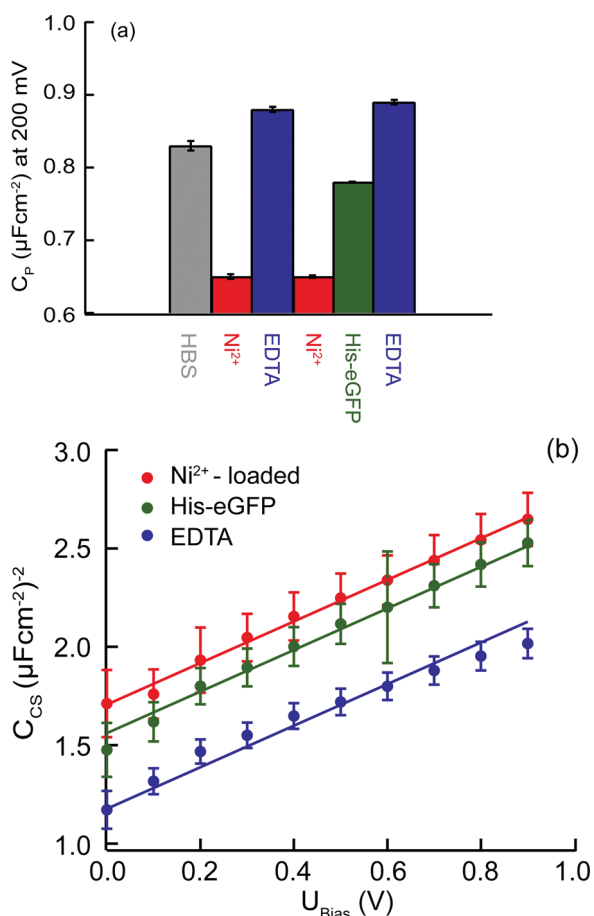 (a)
C_P (μFcm⁻²) at 200 mV
1.0
0.9
0.8
0.7
0.6
HBS
Ni²⁺
EDTA
Ni²⁺
His-eGFP
EDTA
(b)
Ni²⁺- loaded
His-eGFP
EDTA
C_CS (μFcm⁻²)⁻²
3.0
2.5
2.0
1.5
1.0
0.0 0.2 0.4 0.6 0.8 1.0
U_Bias (V)